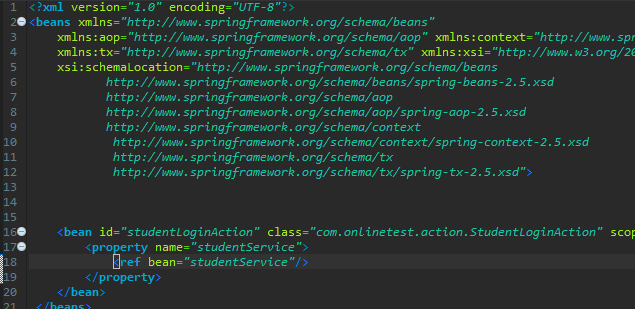 1 <?xml version="1.0" encoding="UTF-8"?>
2 <beans xmlns="http://www.springframework.org/schema/beans"
3 xmlns:aop="http://www.springframework.org/schema/aop" xmlns:context="http://www.sp
4 xmlns:tx="http://www.springframework.org/schema/tx" xmlns:xsi="http://www.w3.org/20
5 xsi:schemaLocation="http://www.springframework.org/schema/beans
6 http://www.springframework.org/schema/beans/spring-beans-2.5.xsd
7 http://www.springframework.org/schema/aop
8 http://www.springframework.org/schema/aop/spring-aop-2.5.xsd
9 http://www.springframework.org/schema/context
10 http://www.springframework.org/schema/context/spring-context-2.5.xsd
11 http://www.springframework.org/schema/tx
12 http://www.springframework.org/schema/tx/spring-tx-2.5.xsd">
13
14
15
16 <bean id="studentLoginAction" class="com.onlinetest.action.StudentLoginAction" scop
17 <property name="studentService">
18 <ref bean="studentService"/>
19 </property>
20 </bean>
21 </beans>